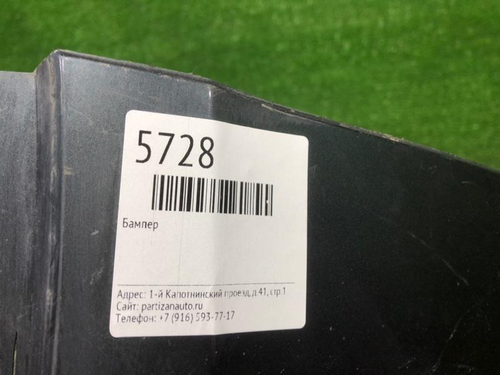 5728
Бампер
Адрес: 1-й Капотнинский проезд, д.41, стр.1
Сайт: partizanauto.ru
Телефон: +7 (916) 593-77-17